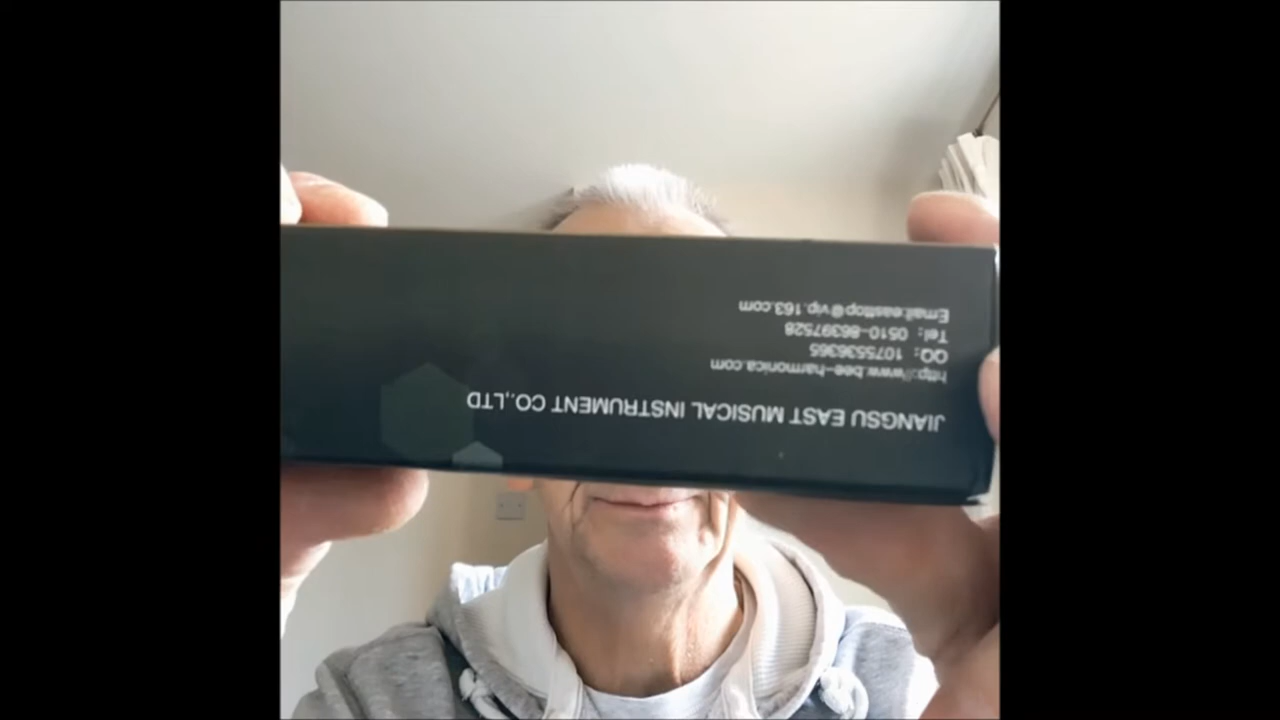 JIANGSU EAST MUSICAL INSTRUMENT CO.,LTD
http://www.bee-harmonica.com
QQ: 1075536365
Tel: 0510-86397528
Email:easttop@vip.163.com